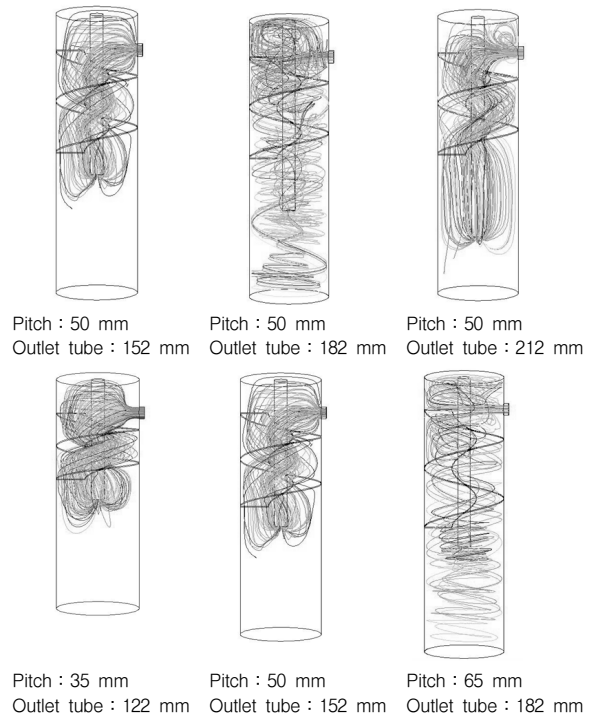 Pitch : 50 mm
Outlet tube : 152 mm
Pitch : 50 mm
Outlet tube : 182 mm
Pitch : 50 mm
Outlet tube : 212 mm
Pitch : 35 mm
Outlet tube : 122 mm
Pitch : 50 mm
Outlet tube : 152 mm
Pitch : 65 mm
Outlet tube : 182 mm